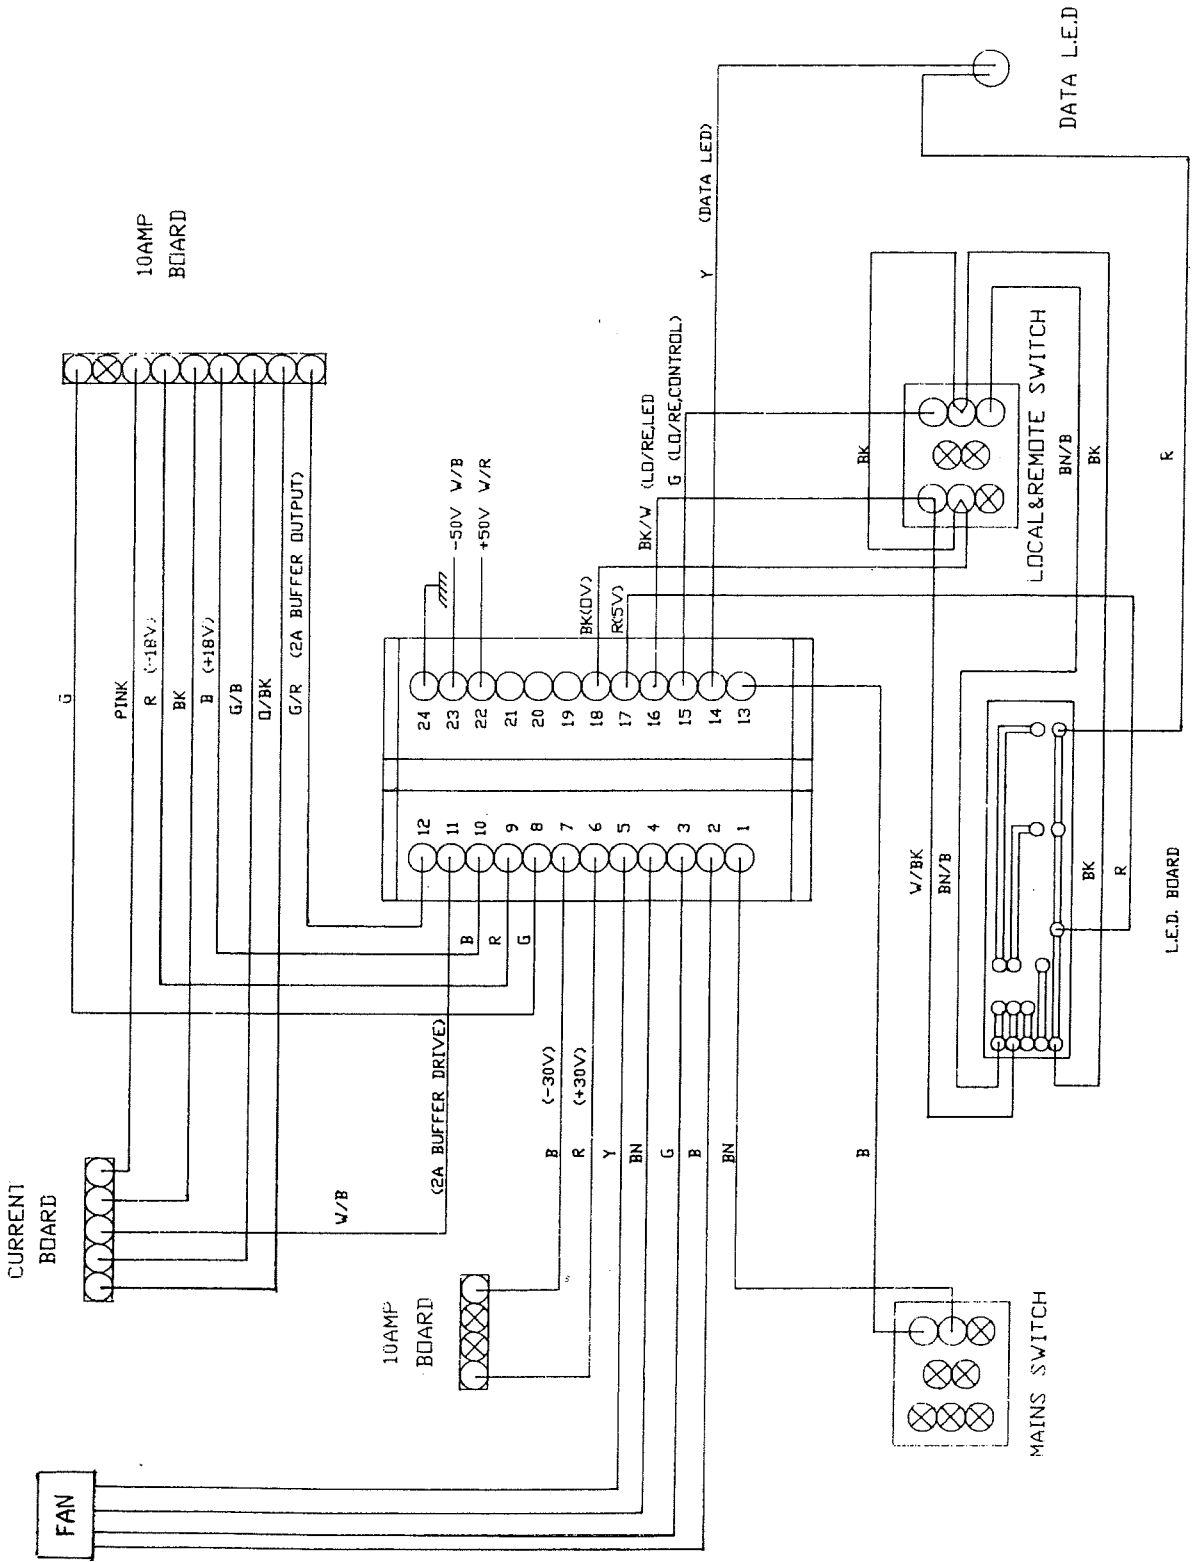 DATA L.E.D
10AMP
BOARD
G
PINK
R (-18V)
BK
B (+18V)
G/B
O/BK
G/R (2A BUFFER OUTPUT)
Y (DATA LED)
G (LO/RE,CONTROL)
BK/W (LO/RE,LED
R(5V)
BK(0V)
-50V W/B
+50V W/R
BK
BN/B
BK
R
LOCAL&REMOTE SWITCH
24
23
22
21
20
19
18
17
16
15
14
13
12
11
10
9
8
7
6
5
4
3
2
1
B
R
G
W/BK
BN/B
BK
R
L.E.D. BOARD
(2A BUFFER DRIVE)
W/B
B (-30V)
R (+30V)
Y
BN
G
B
BN
B
CURRENT
BOARD
10AMP
BOARD
MAINS SWITCH
FAN